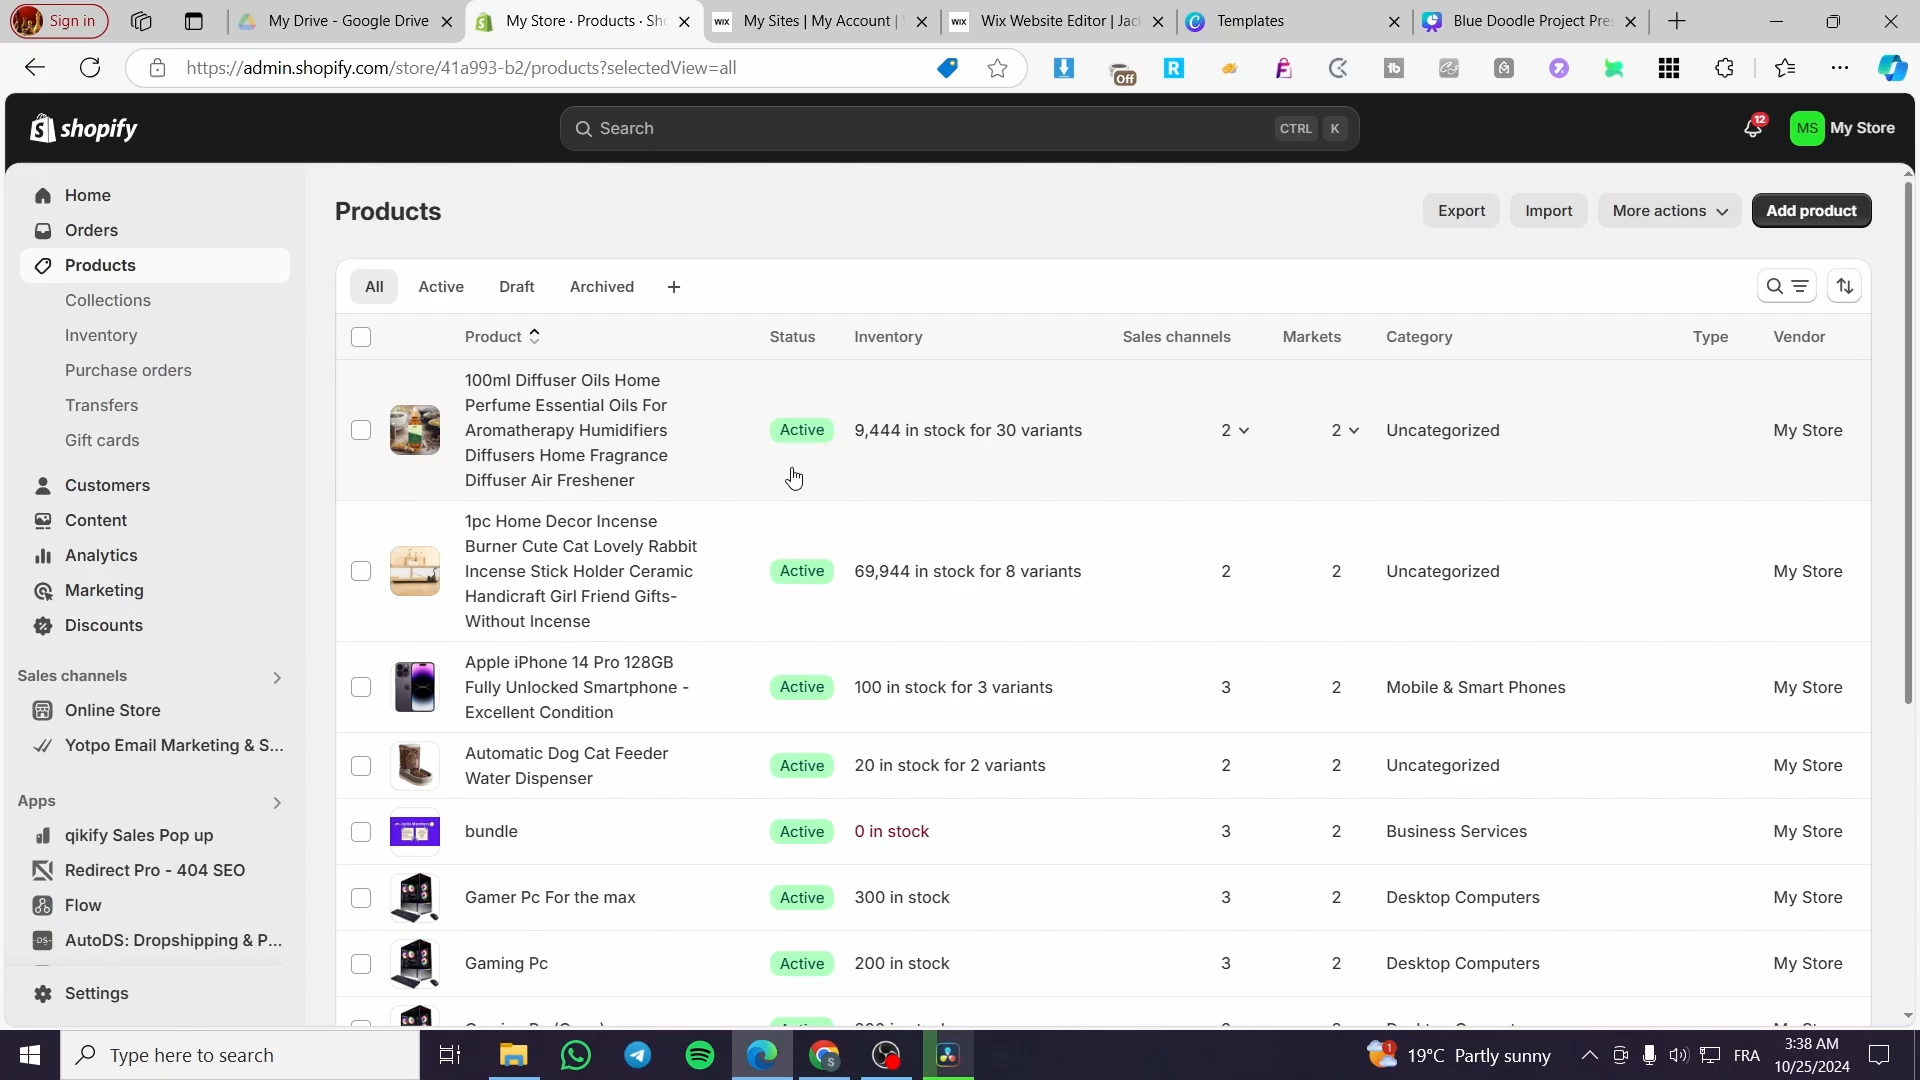 Sign in
My Drive - Google Drive
My Store · Products · Sh
My Sites | My Account |
Wix Website Editor | Jac
Templates
Blue Doodle Project Pre
https://admin.shopify.com/store/41a993-b2/products?selectedView=all
Off
shopify
Search
CTRL K
12
MS My Store
Home
Orders
Products
Collections
Inventory
Purchase orders
Transfers
Gift cards
Customers
Content
Analytics
Marketing
Discounts
Sales channels
Online Store
Yotpo Email Marketing & S...
Apps
qikify Sales Pop up
Redirect Pro - 404 SEO
Flow
AutoDS: Dropshipping & P...
Settings
Products
Export Import More actions Add product
All Active Draft Archived +
Product Status Inventory Sales channels Markets Category Type Vendor
100ml Diffuser Oils Home
Perfume Essential Oils For
Aromatherapy Humidifiers
Diffusers Home Fragrance
Diffuser Air Freshener
Active 9,444 in stock for 30 variants 2 2 Uncategorized My Store
1pc Home Decor Incense
Burner Cute Cat Lovely Rabbit
Incense Stick Holder Ceramic
Handicraft Girl Friend Gifts-
Without Incense
Active 69,944 in stock for 8 variants 2 2 Uncategorized My Store
Apple iPhone 14 Pro 128GB
Fully Unlocked Smartphone -
Excellent Condition
Active 100 in stock for 3 variants 3 2 Mobile & Smart Phones My Store
Automatic Dog Cat Feeder
Water Dispenser
Active 20 in stock for 2 variants 2 2 Uncategorized My Store
bundle Active 0 in stock 3 2 Business Services My Store
Gamer Pc For the max Active 300 in stock 3 2 Desktop Computers My Store
Gaming Pc Active 200 in stock 3 2 Desktop Computers My Store
Type here to search
19°C Partly sunny
FRA
3:38 AM
10/25/2024